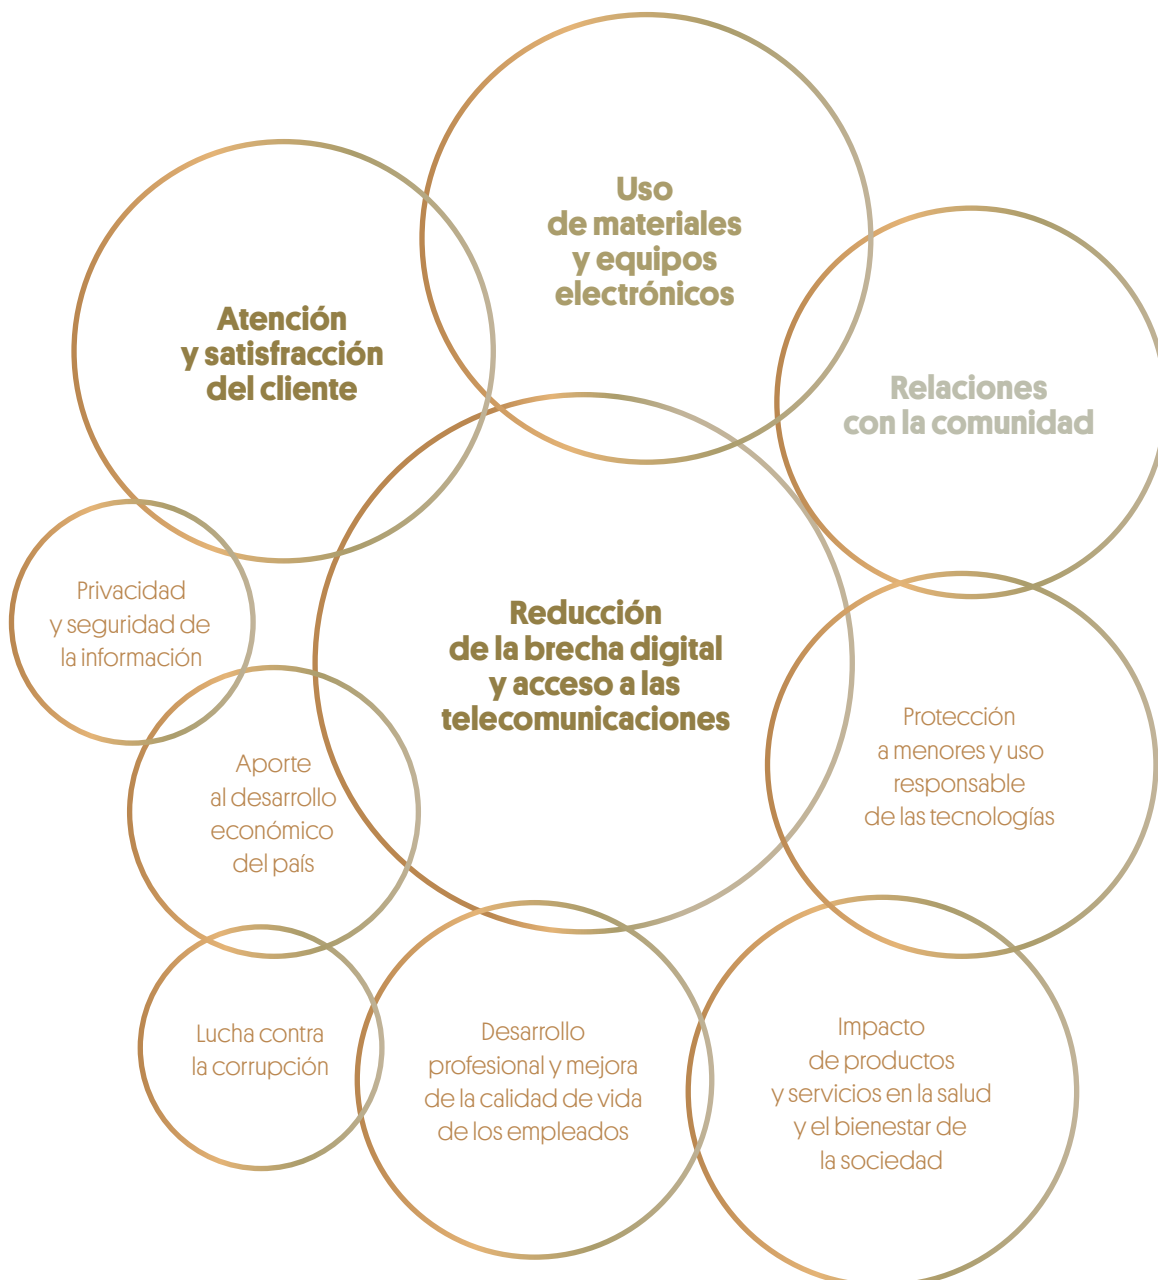 Uso
de materiales
y equipos
electrónicos
Atención
y satisfracción
del cliente
Relaciones
con la comunidad
Privacidad
y seguridad de
la información
Reducción
de la brecha digital
y acceso a las
telecomunicaciones
Protección
a menores y uso
responsable
de las tecnologías
Aporte
al desarrollo
económico
del país
Lucha contra
la corrupción
Desarrollo
profesional y mejora
de la calidad de vida
de los empleados
Impacto
de productos
y servicios en la salud
y el bienestar de
la sociedad